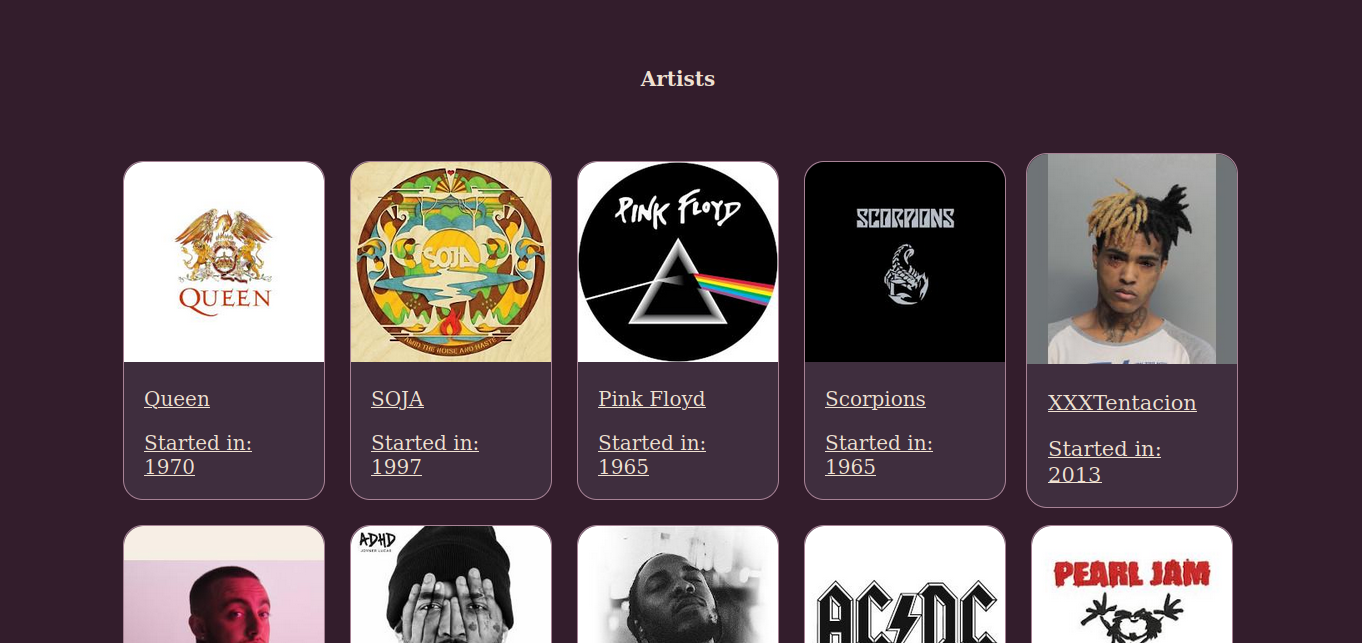 Artists
QUEEN
SOJA
AMID THE NOISE AND HASTE
PINK FLOYD
SCORPIONS
Queen
Started in:
1970
SOJA
Started in:
1997
Pink Floyd
Started in:
1965
Scorpions
Started in:
1965
XXXTentacion
Started in:
2013
ADHD
JOYNER LUCAS
AC DC
PEARL JAM